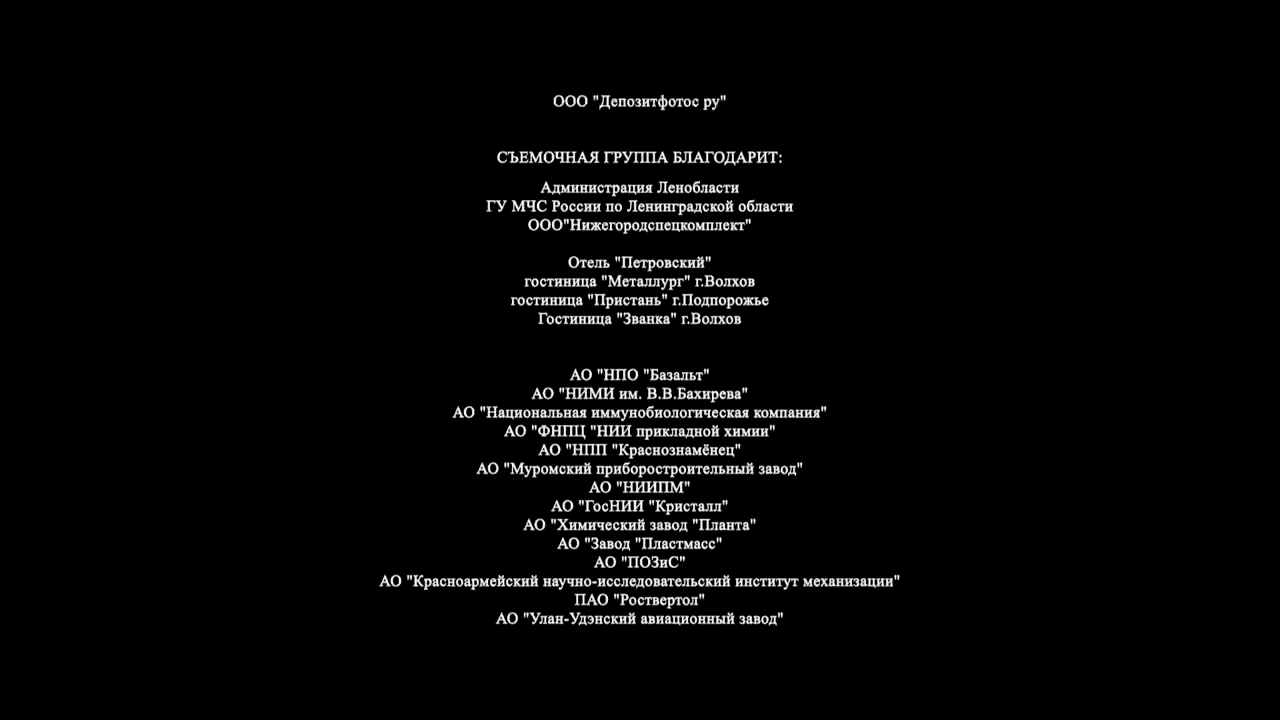 ООО "Депозитфотос ру"
СЪЕМОЧНАЯ ГРУППА БЛАГОДАРИТ:
Администрация Ленобласти
ГУ МЧС России по Ленинградской области
ООО"Нижегородспецкомплект"
Отель "Петровский"
гостиница "Металлург" г.Волхов
гостиница "Пристань" г.Подпорожье
Гостиница "Званка" г.Волхов
АО "НПО "Базальт"
АО "НИМИ им. В.В.Бахирева"
АО "Национальная иммунобиологическая компания"
АО "ФНПЦ "НИИ прикладной химии"
АО "НПП "Краснознамёнец"
АО "Муромский приборостроительный завод"
АО "НИИПМ"
АО "ГосНИИ "Кристалл"
АО "Химический завод "Планта"
АО "Завод "Пластмасс"
АО "ПОЗиС"
АО "Красноармейский научно-исследовательский институт механизации"
ПАО "Роствертол"
АО "Улан-Удэнский авиационный завод"